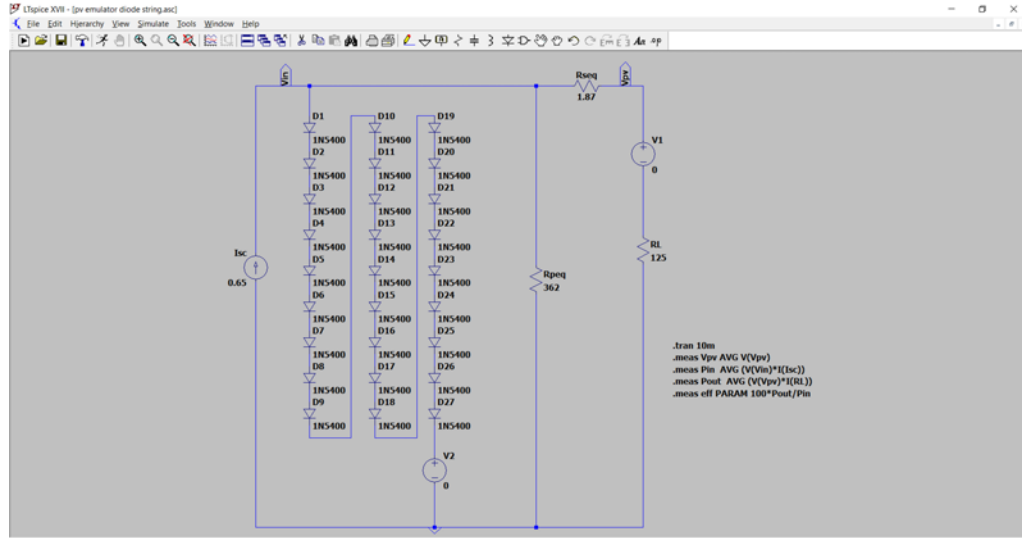 LTspice XVII - [pv emulator diode string.asc]
File Edit Hierarchy View Simulate Tools Window Help
Vin
Rseq
1.87
Vpv
D1
1N5400
D2
1N5400
D3
1N5400
D4
1N5400
D5
1N5400
D6
1N5400
D7
1N5400
D8
1N5400
D9
1N5400
D10
1N5400
D11
1N5400
D12
1N5400
D13
1N5400
D14
1N5400
D15
1N5400
D16
1N5400
D17
1N5400
D18
1N5400
D19
1N5400
D20
1N5400
D21
1N5400
D22
1N5400
D23
1N5400
D24
1N5400
D25
1N5400
D26
1N5400
D27
1N5400
V1
0
Isc
0.65
RL
125
Rpeq
362
V2
0
.tran 10m
.meas Vpv AVG V(Vpv)
.meas Pin AVG (V(Vin)*I(Isc))
.meas Pout AVG (V(Vpv)*I(RL))
.meas eff PARAM 100*Pout/Pin